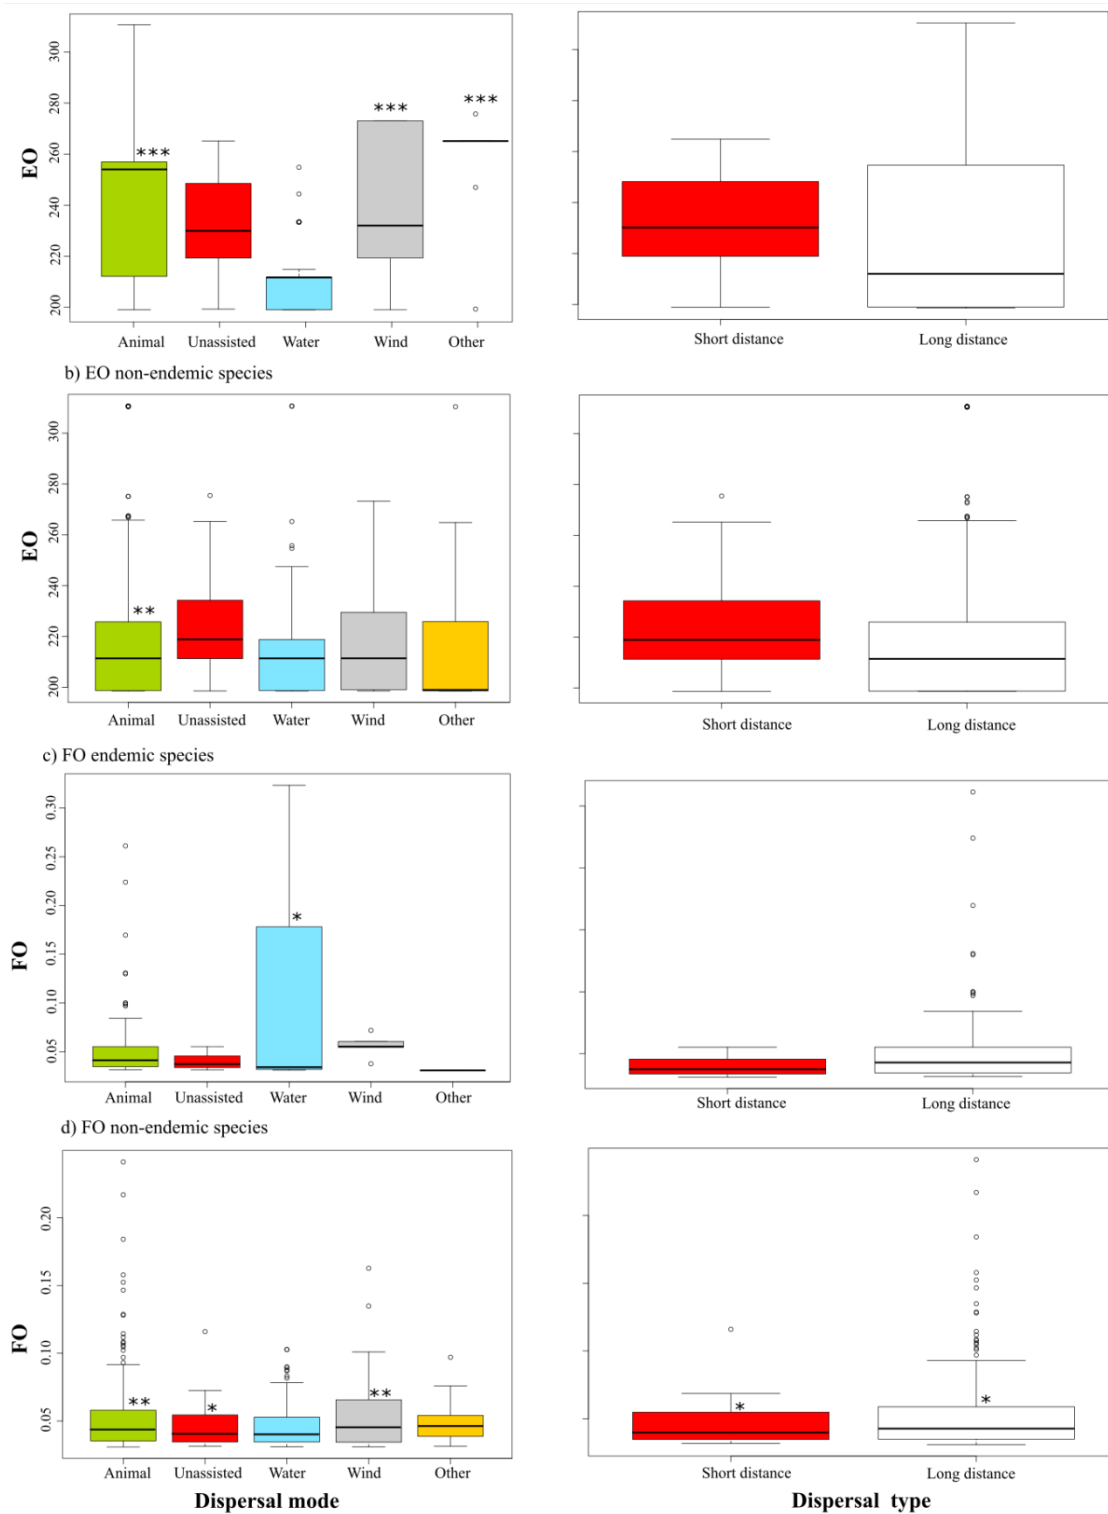 EO
300
280
260
240
220
200
***
***
***
Animal Unassisted Water Wind Other
Short distance Long distance
b) EO non-endemic species
EO
300
280
260
240
220
200
**
Animal Unassisted Water Wind Other
Short distance Long distance
c) FO endemic species
FO
0.30
0.25
0.20
0.15
0.10
0.05
*
Animal Unassisted Water Wind Other
Short distance Long distance
d) FO non-endemic species
FO
0.20
0.15
0.10
0.05
**
*
**
*
*
Animal Unassisted Water Wind Other
Short distance Long distance
Dispersal mode Dispersal type